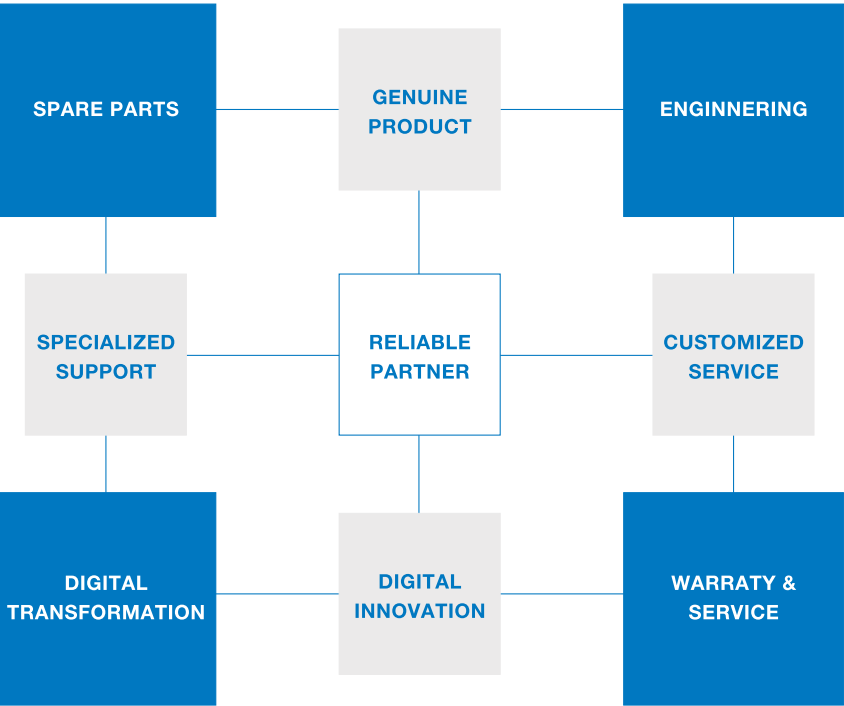 SPARE PARTS
GENUINE
PRODUCT
ENGINNERING
SPECIALIZED
SUPPORT
RELIABLE
PARTNER
CUSTOMIZED
SERVICE
DIGITAL
TRANSFORMATION
DIGITAL
INNOVATION
WARRATY &
SERVICE